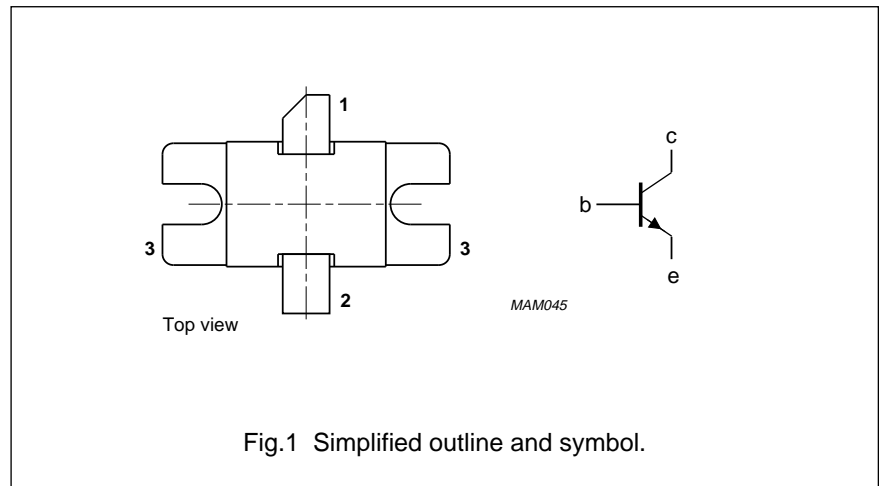 1
c
b
3
3
e
2
MAM045
Top view
Fig.1 Simplified outline and symbol.